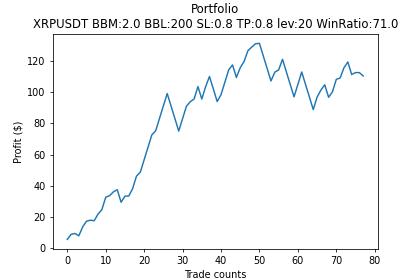 Portfolio
XRPUSDT BBM:2.0 BBL:200 SL:0.8 TP:0.8 lev:20 WinRatio:71.0
120
100
80
60
40
20
0
Profit ($)
0 10 20 30 40 50 60 70 80
Trade counts